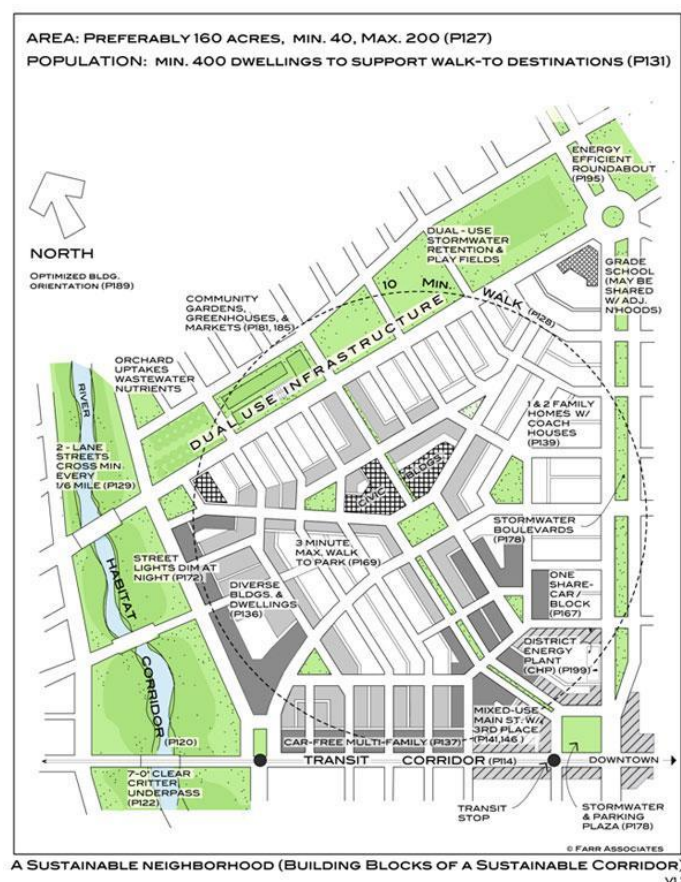 AREA: PREFERABLY 160 ACRES, MIN. 40, MAX. 200 (P127)
POPULATION: MIN. 400 DWELLINGS TO SUPPORT WALK-TO DESTINATIONS (P131)
ENERGY
EFFICIENT
ROUNDABOUT
(P195)
NORTH
OPTIMIZED BLDG.
ORIENTATION (P189)
DUAL - USE
STORMWATER
RETENTION &
PLAY FIELDS
GRADE
SCHOOL
(MAY BE
SHARED
W/ ADJ.
N'HOODS)
10 MIN. WALK (P128)
COMMUNITY
GARDENS,
GREENHOUSES, &
MARKETS (P181, 185)
DUAL USE INFRASTRUCTURE
ORCHARD
UPTAKES
WASTEWATER
NUTRIENTS
RIVER
1 & 2 FAMILY
HOMES W/
COACH
HOUSES
(P139)
2 - LANE
STREETS
CROSS MIN.
EVERY
1/6 MILE (P129)
CIVIC BLDGS.
STORMWATER
BOULEVARDS
(P178)
3 MINUTE
MAX. WALK
TO PARK (P169)
STREET
LIGHTS DIM AT
NIGHT (P172)
DIVERSE
BLDGS. &
DWELLINGS
(P136)
ONE
SHARE-
CAR /
BLOCK
(P167)
HABITAT CORRIDOR
(P120)
DISTRICT
ENERGY
PLANT
(CHP) (P199)
MIXED-USE
MAIN ST. W/
3RD PLACE
(P141,146)
CAR-FREE MULTI-FAMILY (P137)
TRANSIT CORRIDOR (P114)
DOWNTOWN
7'-0" CLEAR
CRITTER
UNDERPASS
(P122)
TRANSIT
STOP
STORMWATER
& PARKING
PLAZA (P178)
© FARR ASSOCIATES
A SUSTAINABLE NEIGHBORHOOD (BUILDING BLOCKS OF A SUSTAINABLE CORRIDOR)